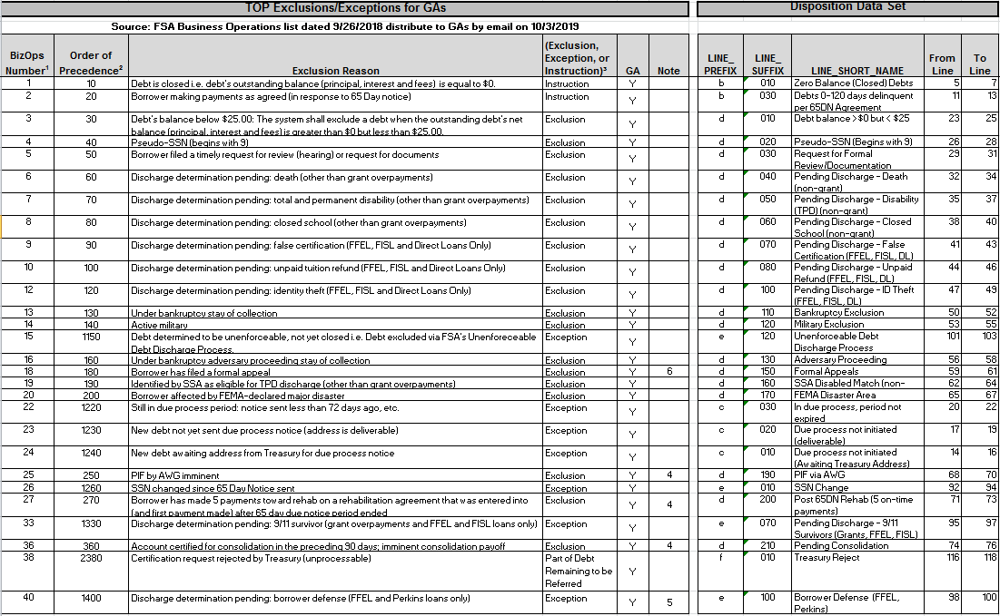 TOP Exclusions/Exceptions for GAs
Disposition Data Set
Source: FSA Business Operations list dated 9/26/2018 distribute to GAs by email on 10/3/2019
BizOps Number¹ Order of Precedence² Exclusion Reason (Exclusion, Exception, or Instruction)³ GA Note LINE_PREFIX LINE_SUFFIX LINE_SHORT_NAME From Line To Line
1 10 Debt is closed i.e. debt's outstanding balance (principal, interest and fees) is equal to $0. Instruction Y b 010 Zero Balance (Closed) Debts 5 7
2 20 Borrower making payments as agreed (in response to 65 Day notice) Instruction Y b 030 Debts 0-120 days delinquent per 65DN Agreement 11 13
3 30 Debt's balance below $25.00: The system shall exclude a debt when the outstanding debt's net balance (principal, interest and fees) is greater than $0 but less than $25.00. Exclusion Y d 010 Debt balance >$0 but < $25 23 25
4 40 Pseudo-SSN (begins with 9) Exclusion Y d 020 Pseudo-SSN (Begins with 9) 26 28
5 50 Borrower filed a timely request for review (hearing) or request for documents Exclusion Y d 030 Request for Formal Review/Documentation 29 31
6 60 Discharge determination pending: death (other than grant overpayments) Exclusion Y d 040 Pending Discharge - Death (non-grant) 32 34
7 70 Discharge determination pending: total and permanent disability (other than grant overpayments) Exclusion Y d 050 Pending Discharge - Disability (TPD) (non-grant) 35 37
8 80 Discharge determination pending: closed school (other than grant overpayments) Exclusion Y d 060 Pending Discharge - Closed School (non-grant) 38 40
9 90 Discharge determination pending: false certification (FFEL, FISL and Direct Loans Only) Exclusion Y d 070 Pending Discharge - False Certification (FFEL, FISL, DL) 41 43
10 100 Discharge determination pending: unpaid tuition refund (FFEL, FISL and Direct Loans Only) Exclusion Y d 080 Pending Discharge - Unpaid Refund (FFEL, FISL, DL) 44 46
12 120 Discharge determination pending: identity theft (FFEL, FISL and Direct Loans Only) Exclusion Y d 100 Pending Discharge - ID Theft (FFEL, FISL, DL) 47 49
13 130 Under bankruptcy stay of collection Exclusion Y d 110 Bankruptcy Exclusion 50 52
14 140 Active military Exclusion Y d 120 Military Exclusion 53 55
15 1150 Debt determined to be unenforceable, not yet closed i.e. Debt excluded via FSA's Unenforeceable Debt Discharge Process. Exception Y e 120 Unenforceable Debt Discharge Process 101 103
16 160 Under bankruptcy adversary proceeding stay of collection Exclusion Y d 130 Adversary Proceeding 56 58
18 180 Borrower has filed a formal appeal Exclusion Y 6 d 150 Formal Appeals 59 61
19 190 Identified by SSA as eligible for TPD discharge (other than grant overpayments) Exclusion Y d 160 SSA Disabled Match (non- 62 64
20 200 Borrower affected by FEMA-declared major disaster Exclusion Y d 170 FEMA Disaster Area 65 67
22 1220 Still in due process period: notice sent less than 72 days ago, etc. Exception Y c 030 In due process, period not expired 20 22
23 1230 New debt not yet sent due process notice (address is deliverable) Exception Y c 020 Due process not initiated (deliverable) 17 19
24 1240 New debt awaiting address from Treasury for due process notice Exception Y c 010 Due process not initiated (Awaiting Treasury Address) 14 16
25 250 PIF by AWG imminent Exclusion Y 4 d 190 PIF via AWG 68 70
26 1260 SSN changed since 65 Day Notice sent Exception Y e 010 SSN Change 92 94
27 270 Borrower has made 5 payments toward rehab on a rehabilitation agreement that was entered into (and first payment made) after 65 day due notice period ended Exclusion Y 4 d 200 Post 65DN Rehab (5 on-time payments) 71 73
33 1330 Discharge determination pending: 9/11 survivor (grant overpayments and FFEL and FISL loans only) Exception Y e 070 Pending Discharge - 9/11 Survivors (Grants, FFEL, FISL) 95 97
36 360 Account certified for consolidation in the preceding 90 days; imminent consolidation payoff Exclusion Y 4 d 210 Pending Consolidation 74 76
38 2380 Certification request rejected by Treasury (unprocessable) Part of Debt Remaining to be Referred Y f 010 Treasury Reject 116 118
40 1400 Discharge determination pending: borrower defense (FFEL and Perkins loans only) Exception Y 5 e 100 Borrower Defense (FFEL, Perkins) 98 100